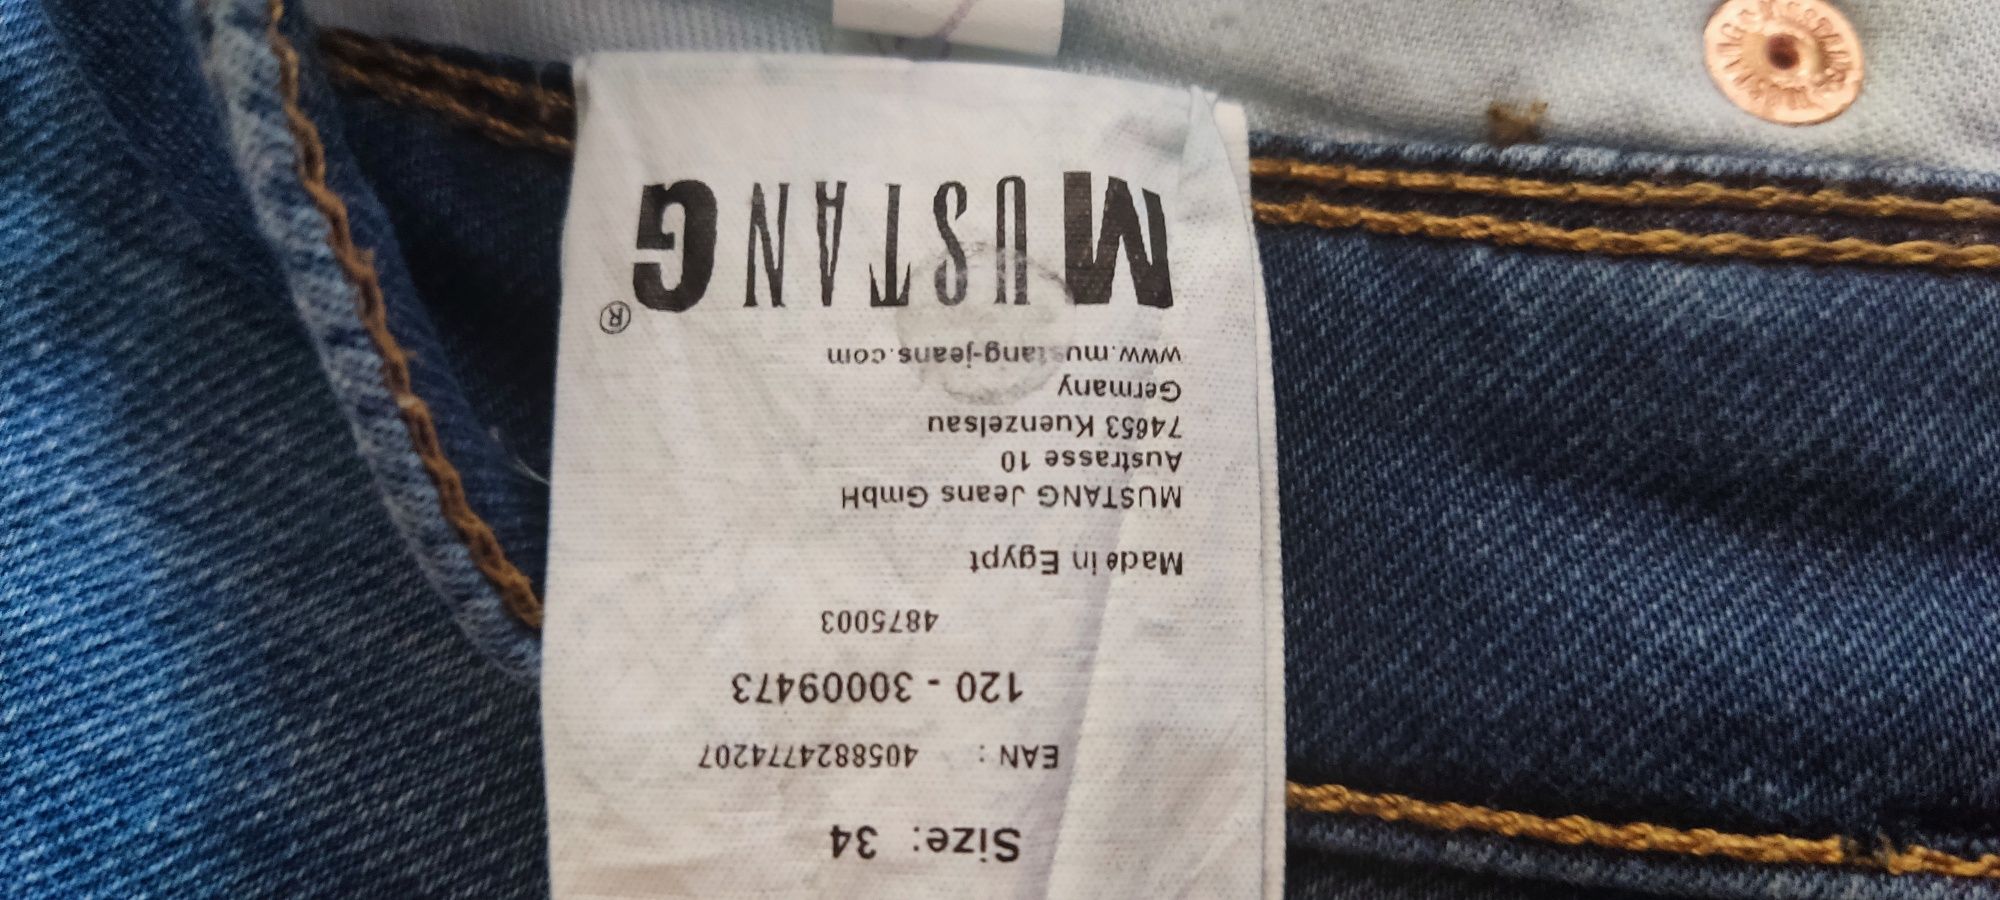 MUSTANG®
www.mustang-jeans.com
Germany
74653 Kuenzelsau
Austrasse 10
MUSTANG Jeans GmbH
Made in Egypt
4875003
120 - 30009473
EAN : 4058824774207
Size: 34